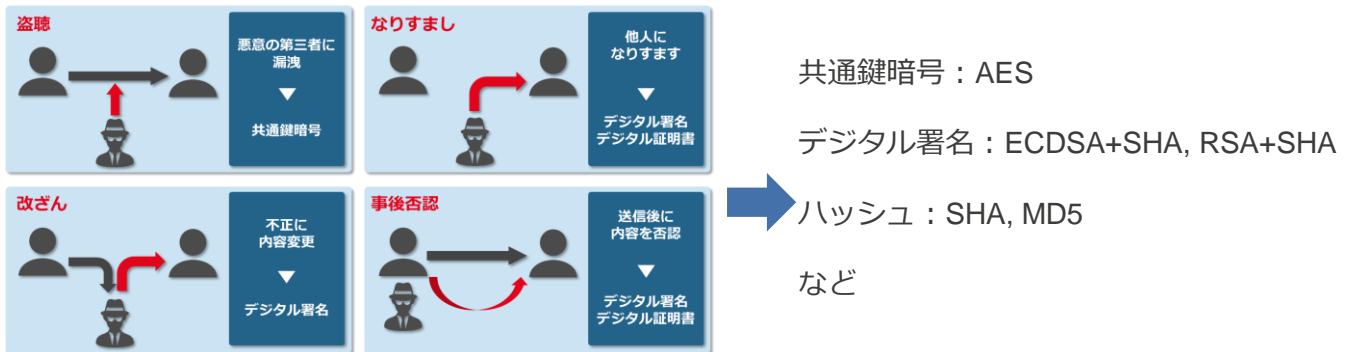 盗聴
悪意の第三者に
漏洩
共通鍵暗号
なりすまし
他人に
なりすます
デジタル署名
デジタル証明書
改ざん
不正に
内容変更
デジタル署名
事後否認
送信後に
内容を否認
デジタル署名
デジタル証明書
共通鍵暗号：AES
デジタル署名：ECDSA+SHA, RSA+SHA
ハッシュ：SHA, MD5
など